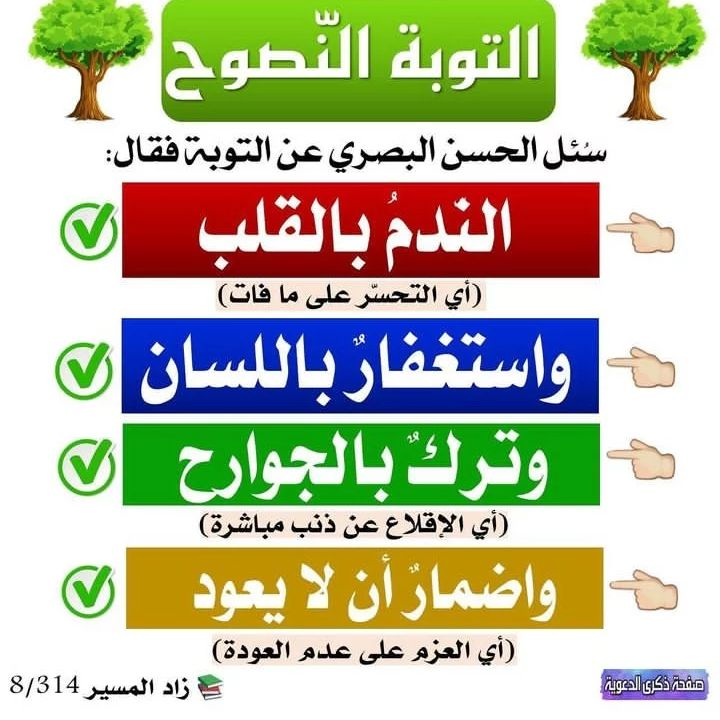 التوبة النّصوح
سُئل الحسن البصري عن التوبة فقال:
النّدمُ بالقلب
(أي التحسّر على ما فات)
واستغفارٌ باللسان
وتركٌ بالجوارح
(أي الإقلاع عن ذنب مباشرة)
واضمارٌ أن لا يعود
(أي العزم على عدم العودة)
زاد المسير 8/314
صفحة ذكرى الدعوية